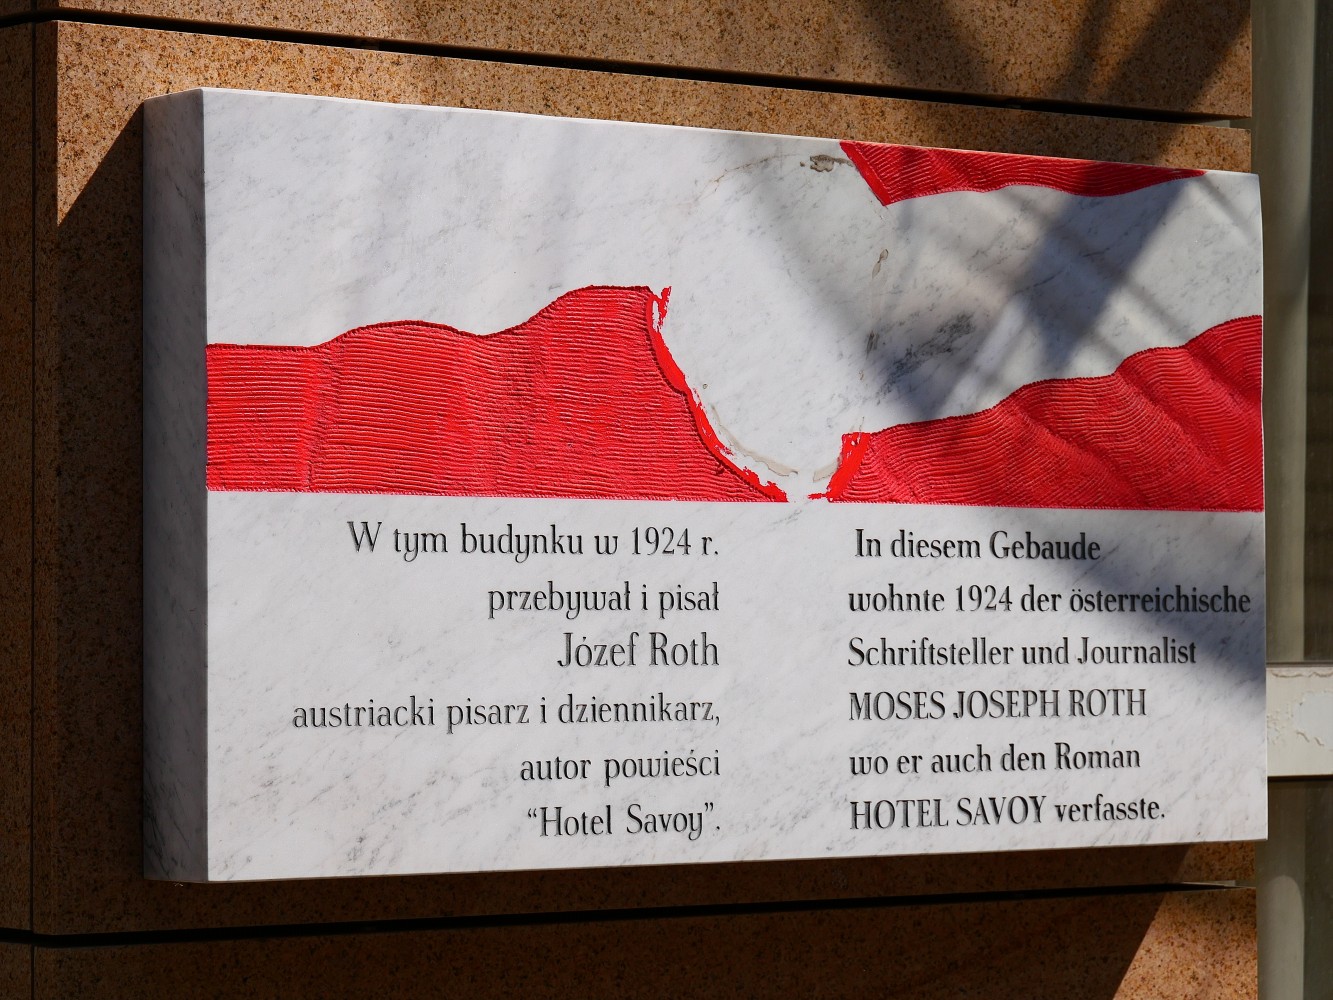 W tym budynku w 1924 r.
przebywał i pisał
Józef Roth
austriacki pisarz i dziennikarz,
autor powieści
“Hotel Savoy”.
In diesem Gebaude
wohnte 1924 der österreichische
Schriftsteller und Journalist
MOSES JOSEPH ROTH
wo er auch den Roman
HOTEL SAVOY verfasste.